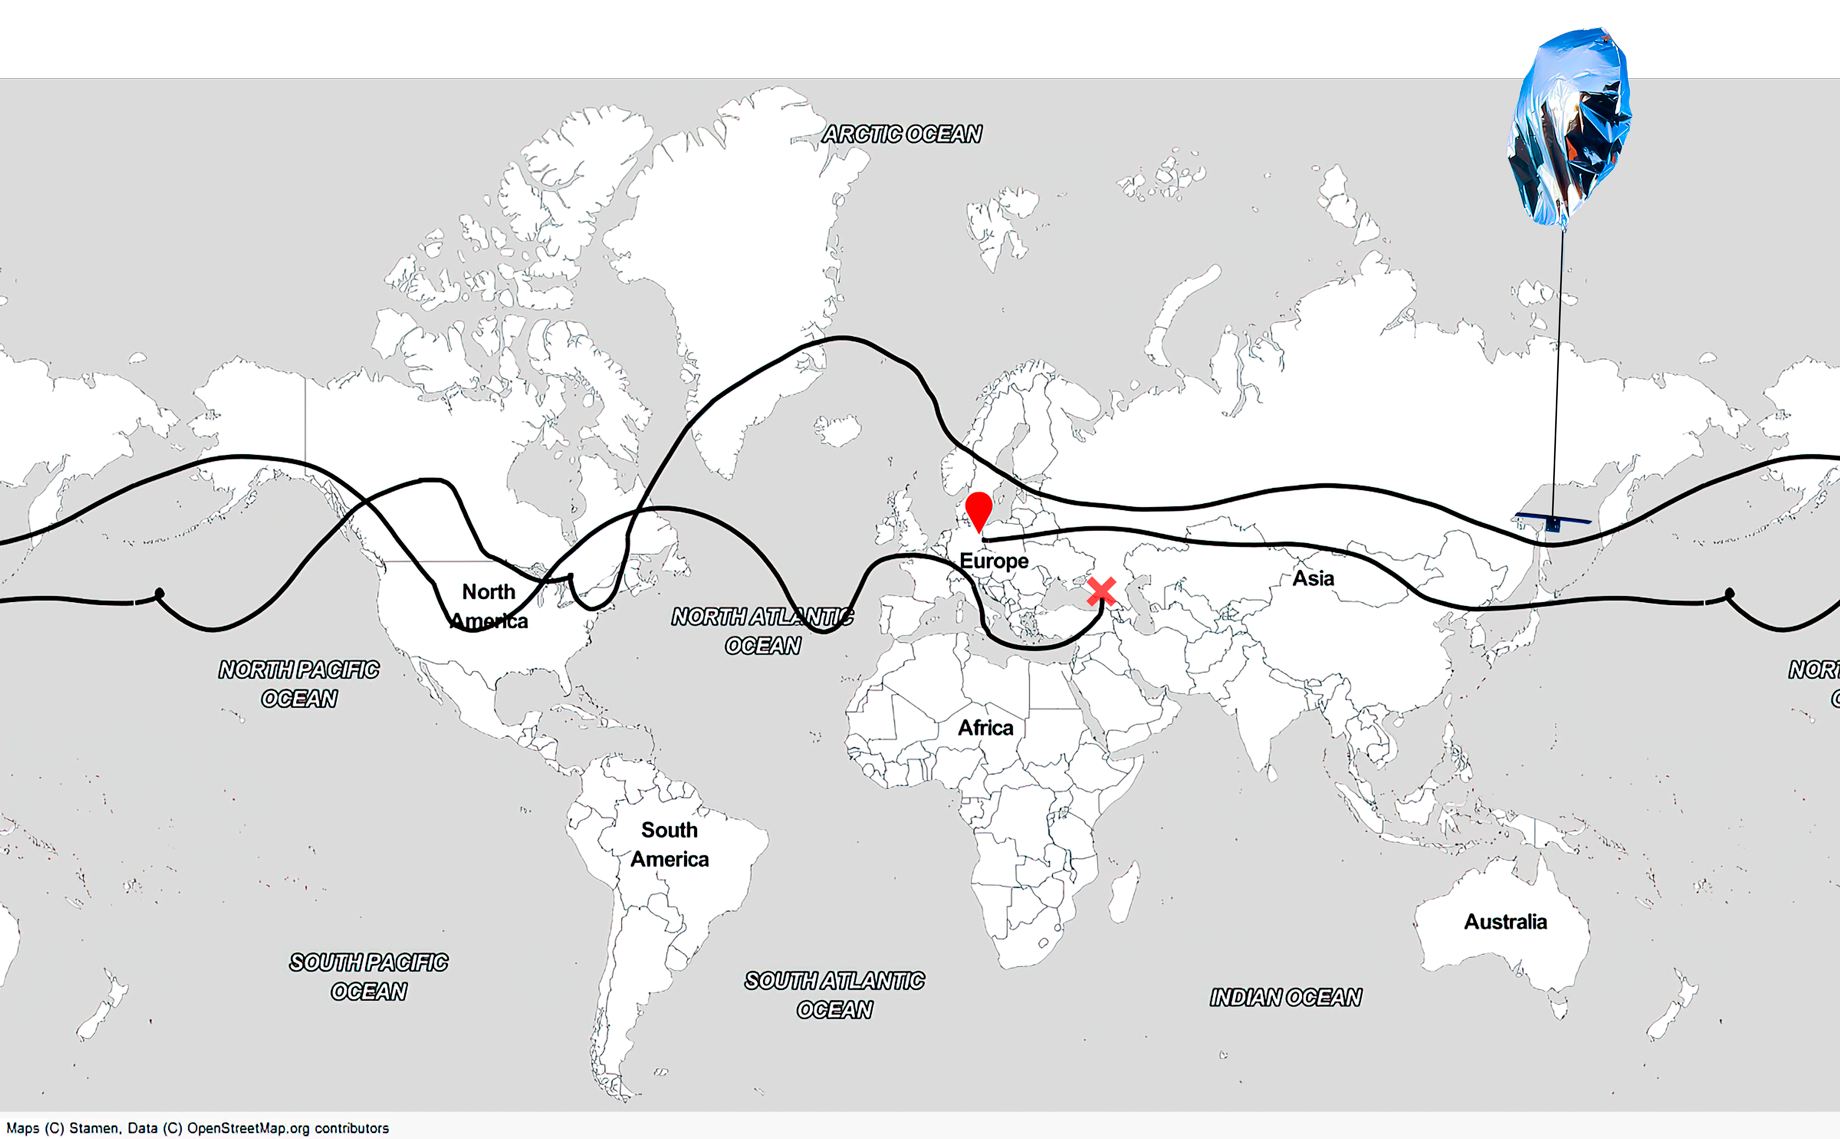 ARCTIC OCEAN
Europe
Asia
North
America
NORTH ATLANTIC
OCEAN
NORTH PACIFIC
OCEAN
Africa
South
America
Australia
SOUTH PACIFIC
OCEAN
SOUTH ATLANTIC
OCEAN
INDIAN OCEAN
Maps (C) Stamen, Data (C) OpenStreetMap.org contributors